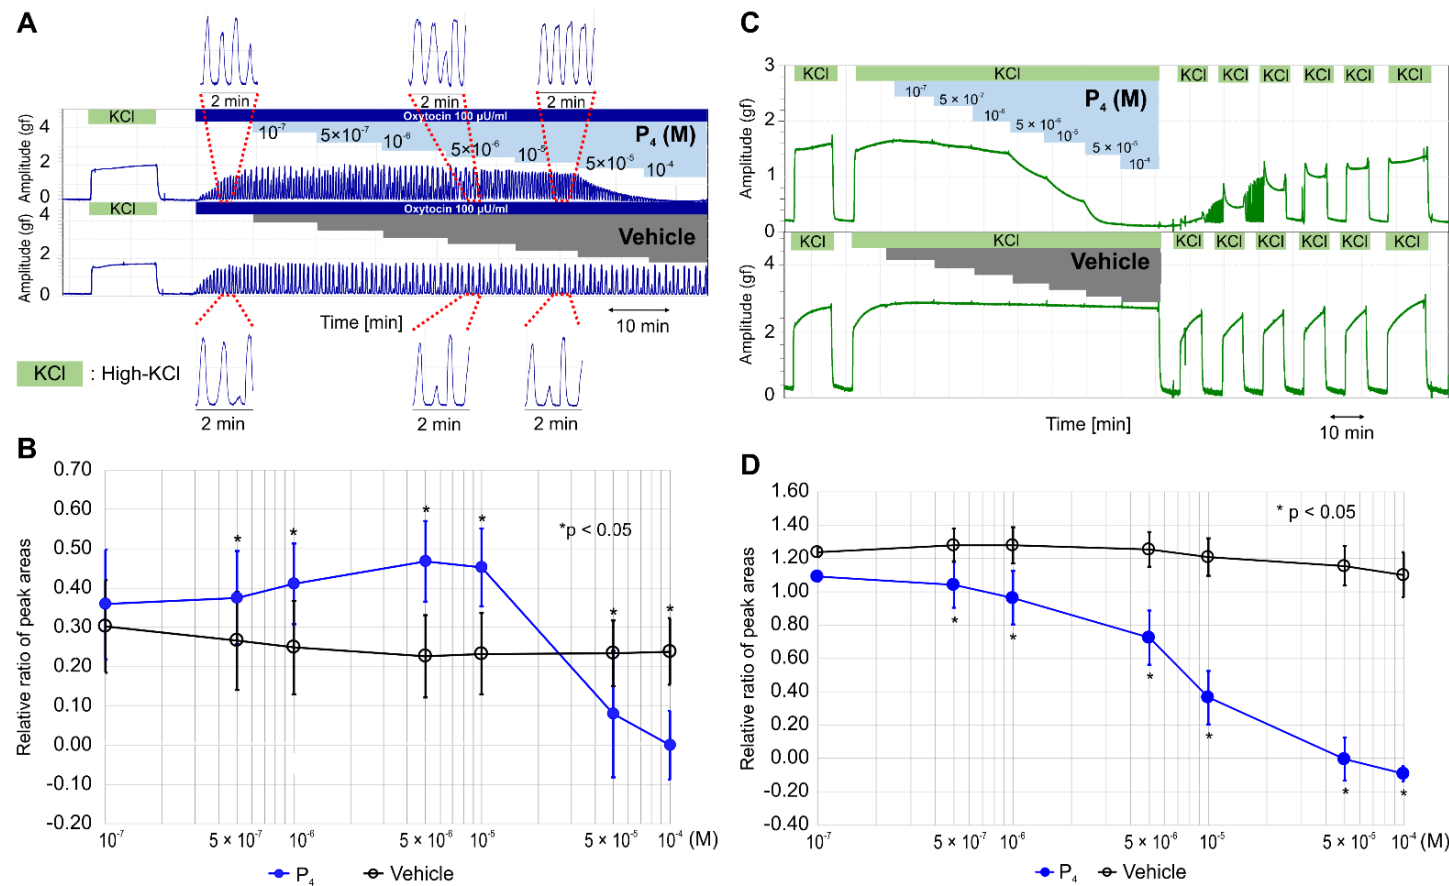 A
2 min
2 min
2 min
KCl
Oxytocin 100 µU/ml
P₄ (M)
10⁻⁷
5×10⁻⁷
10⁻⁶
5×10⁻⁶
10⁻⁵
5×10⁻⁵
10⁻⁴
Amplitude (gf)
4
2
0
KCl
Oxytocin 100 µU/ml
Vehicle
Amplitude (gf)
4
2
0
Time [min]
10 min
KCl : High-KCl
2 min
2 min
2 min
B
Relative ratio of peak areas
0.70
0.60
0.50
0.40
0.30
0.20
0.10
0.00
-0.10
-0.20
* * * * * *
*p < 0.05
10⁻⁷ 5 × 10⁻⁷ 10⁻⁶ 5 × 10⁻⁶ 10⁻⁵ 5 × 10⁻⁵ 10⁻⁴ (M)
P₄ Vehicle
C
KCl KCl KCl KCl KCl KCl KCl KCl
P₄ (M)
10⁻⁷
5 × 10⁻⁷
10⁻⁶
5 × 10⁻⁶
10⁻⁵
5 × 10⁻⁵
10⁻⁴
Amplitude (gf)
3
2
1
0
KCl KCl KCl KCl KCl KCl KCl KCl
Vehicle
Amplitude (gf)
4
2
0
Time [min]
10 min
D
Relative ratio of peak areas
1.60
1.40
1.20
1.00
0.80
0.60
0.40
0.20
0.00
-0.20
-0.40
* p < 0.05
* * * * * *
10⁻⁷ 5 × 10⁻⁷ 10⁻⁶ 5 × 10⁻⁶ 10⁻⁵ 5 × 10⁻⁵ 10⁻⁴ (M)
P₄ Vehicle